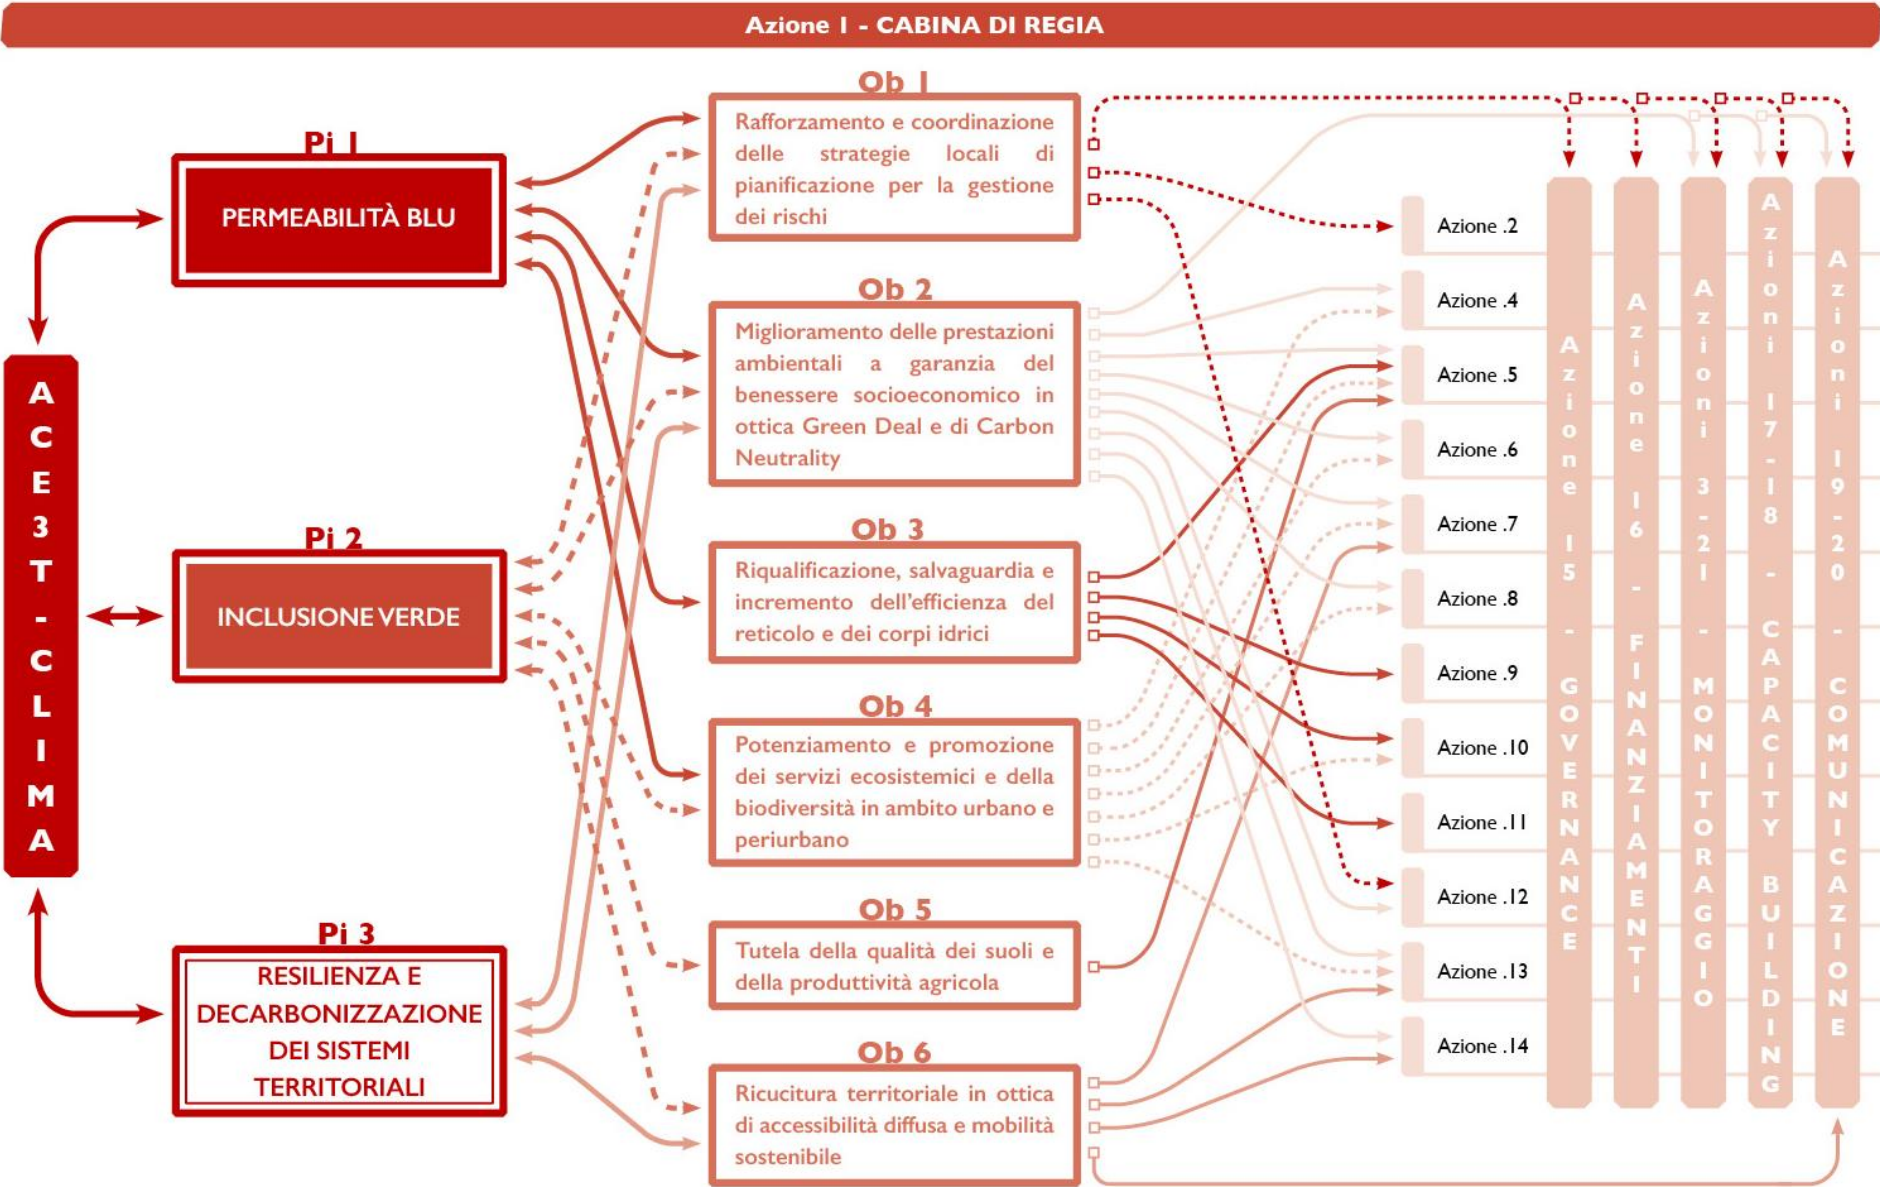 Azione 1 - CABINA DI REGIA
ACE3T-CLIMA
Pi 1
PERMEABILITÀ BLU
Pi 2
INCLUSIONE VERDE
Pi 3
RESILIENZA E
DECARBONIZZAZIONE
DEI SISTEMI
TERRITORIALI
Ob 1
Rafforzamento e coordinazione
delle strategie locali di
pianificazione per la gestione
dei rischi
Ob 2
Miglioramento delle prestazioni
ambientali a garanzia del
benessere socioeconomico in
ottica Green Deal e di Carbon
Neutrality
Ob 3
Riqualificazione, salvaguardia e
incremento dell'efficienza del
reticolo e dei corpi idrici
Ob 4
Potenziamento e promozione
dei servizi ecosistemici e della
biodiversità in ambito urbano e
periurbano
Ob 5
Tutela della qualità dei suoli e
della produttività agricola
Ob 6
Ricucitura territoriale in ottica
di accessibilità diffusa e mobilità
sostenibile
Azione .2
Azione .4
Azione .5
Azione .6
Azione .7
Azione .8
Azione .9
Azione .10
Azione .11
Azione .12
Azione .13
Azione .14
Azione 15 - GOVERNANCE
Azione 16 - FINANZIAMENTI
Azioni 3-21 - MONITORAGGIO
Azioni 17-18 - CAPACITY BUILDING
Azioni 19-20 - COMUNICAZIONE